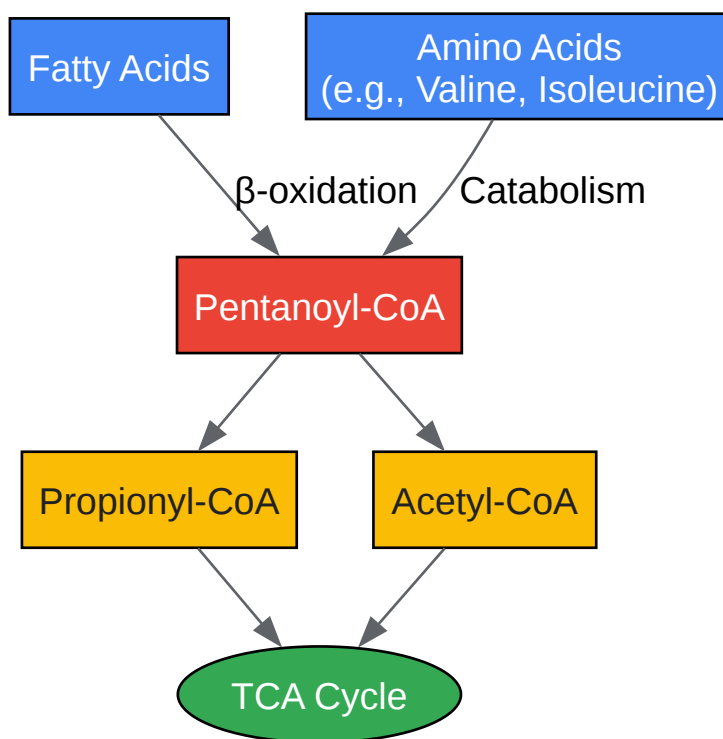 Fatty Acids
Amino Acids
(e.g., Valine, Isoleucine)
β-oxidation
Catabolism
Pentanoyl-CoA
Propionyl-CoA
Acetyl-CoA
TCA Cycle